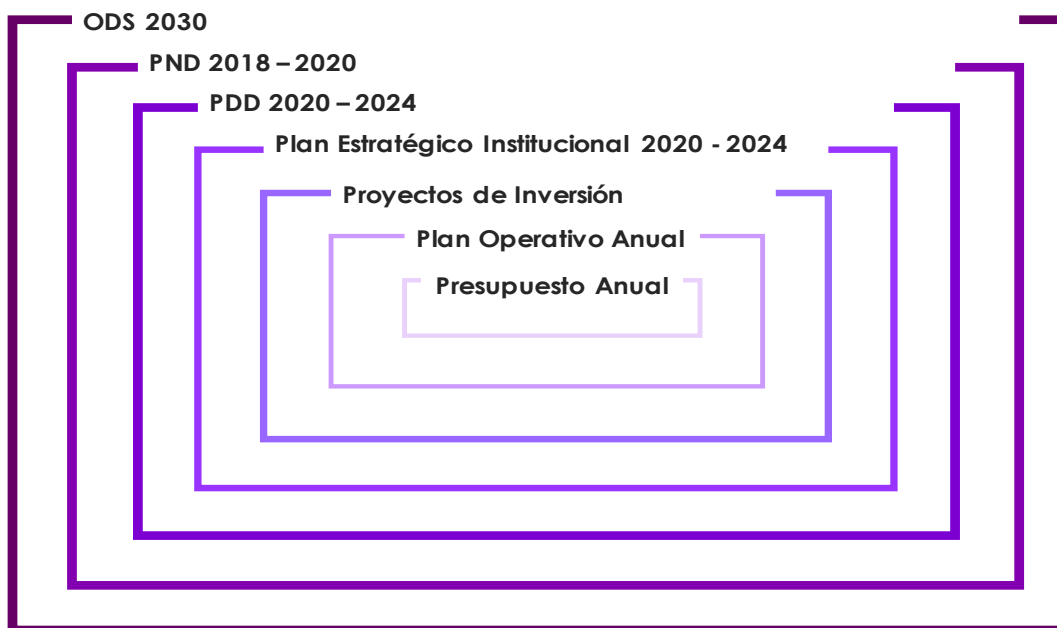 ODS 2030
PND 2018 – 2020
PDD 2020 – 2024
Plan Estratégico Institucional 2020 - 2024
Proyectos de Inversión
Plan Operativo Anual
Presupuesto Anual